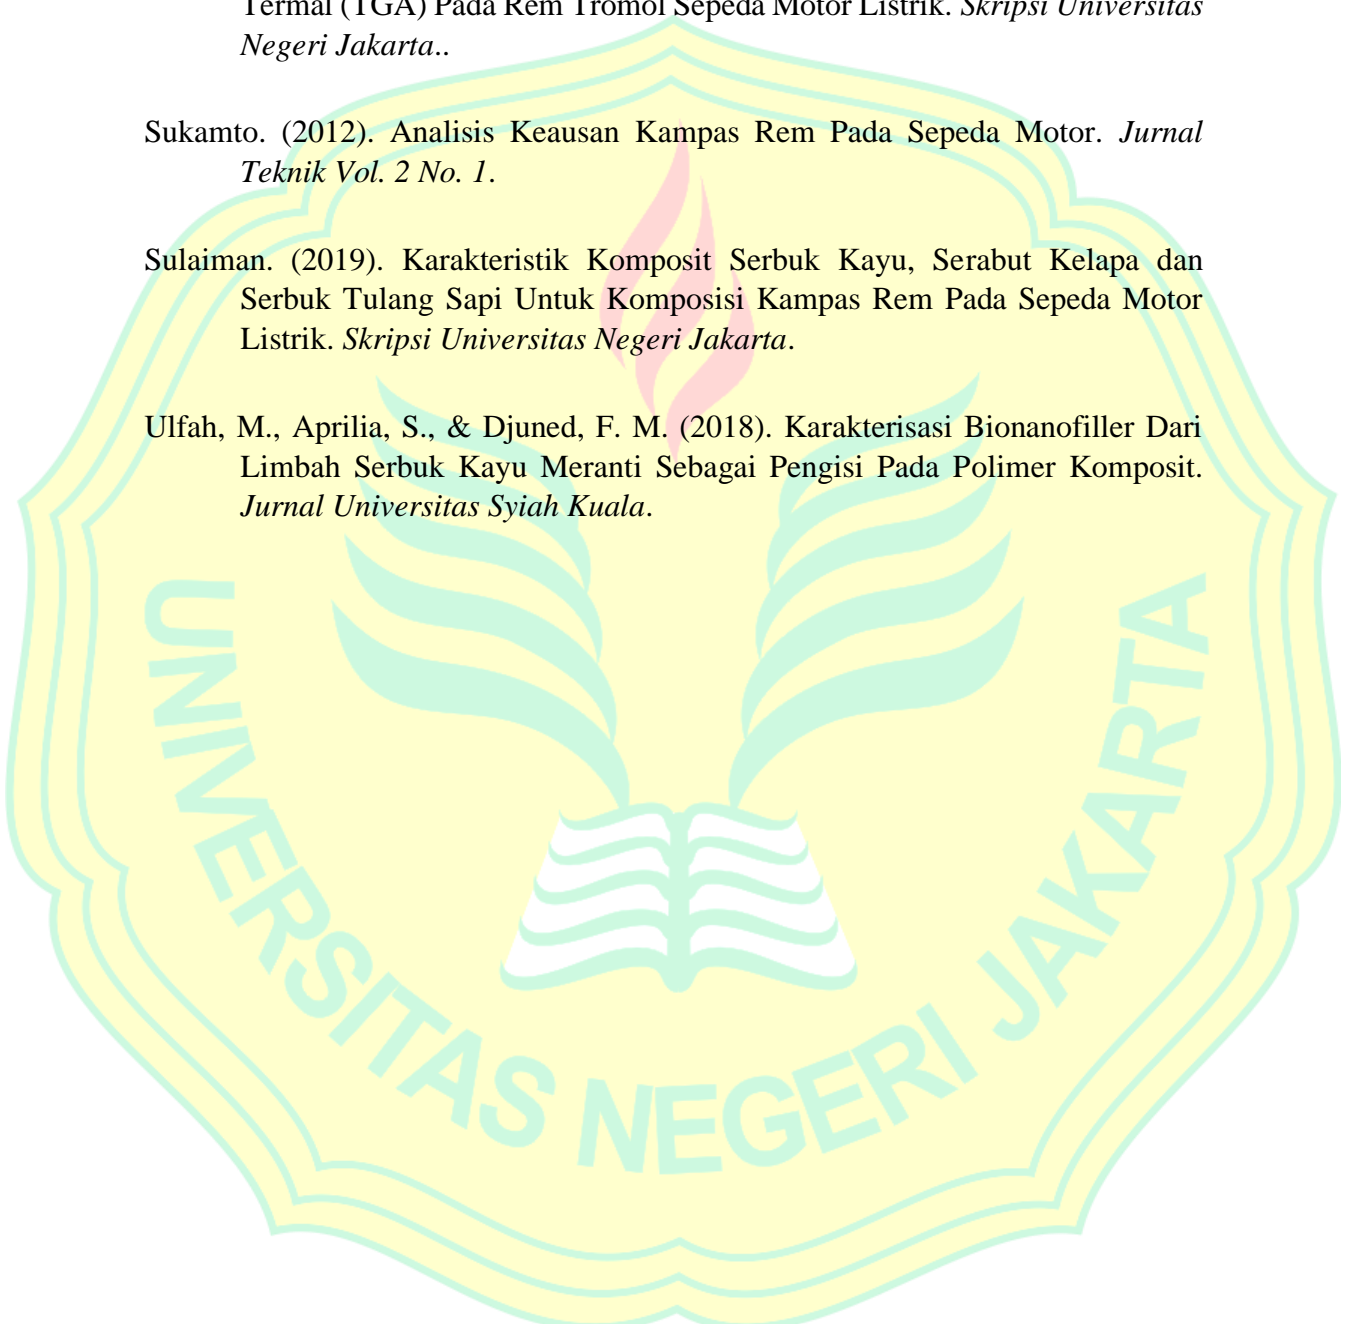 Termal (TGA) Pada Rem Tromol Sepeda Motor Listrik. Skripsi Universitas
Negeri Jakarta..
Sukamto. (2012). Analisis Keausan Kampas Rem Pada Sepeda Motor. Jurnal
Teknik Vol. 2 No. 1.
Sulaiman. (2019). Karakteristik Komposit Serbuk Kayu, Serabut Kelapa dan
Serbuk Tulang Sapi Untuk Komposisi Kampas Rem Pada Sepeda Motor
Listrik. Skripsi Universitas Negeri Jakarta.
Ulfah, M., Aprilia, S., & Djuned, F. M. (2018). Karakterisasi Bionanofiller Dari
Limbah Serbuk Kayu Meranti Sebagai Pengisi Pada Polimer Komposit.
Jurnal Universitas Syiah Kuala.
UNIVERSITAS NEGERI JAKARTA